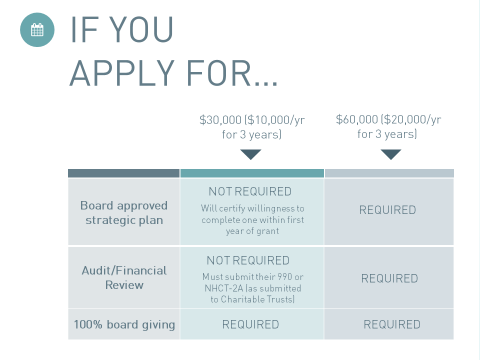 IF YOU
APPLY FOR...
$30,000 ($10,000/yr
for 3 years)
$60,000 ($20,000/yr
for 3 years)
Board approved
strategic plan
NOT REQUIRED
Will certify willingness to
complete one within first
year of grant
REQUIRED
Audit/Financial
Review
NOT REQUIRED
Must submit their 990 or
NHCT-2A (as submitted
to Charitable Trusts)
REQUIRED
100% board giving
REQUIRED
REQUIRED